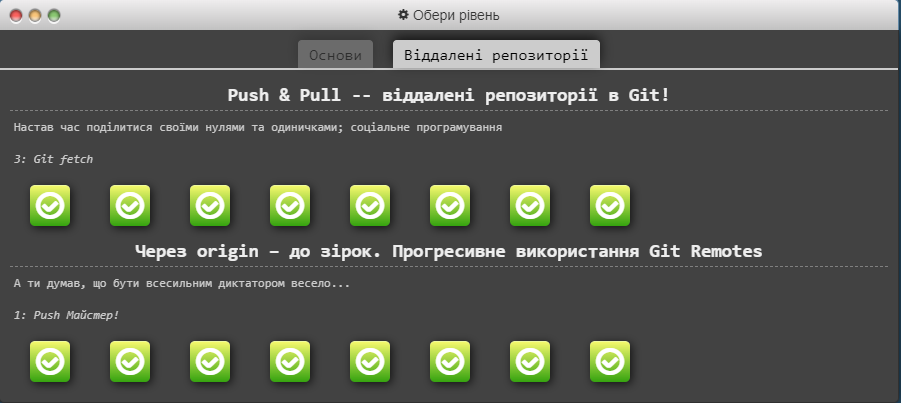 Обери рівень
Основи
Віддалені репозиторії
Push & Pull -- віддалені репозиторії в Git!
Настав час поділитися своїми нулями та одиничками; соціальне програмування
3: Git fetch
Через origin – до зірок. Прогресивне використання Git Remotes
А ти думав, що бути всесильним диктатором весело...
1: Push Майстер!